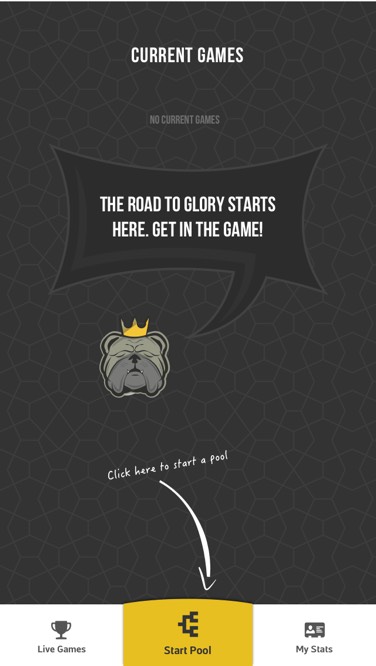 CURRENT GAMES
NO CURRENT GAMES
THE ROAD TO GLORY STARTS
HERE. GET IN THE GAME!
Click here to start a pool
Live Games
Start Pool
My Stats